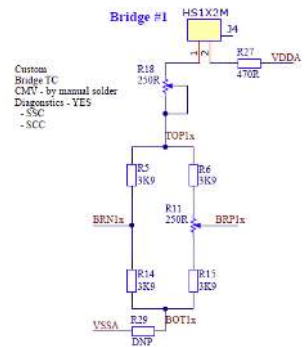 Bridge #1
HS1X2M
J4
1
2
R27
470R
VDDA
R18
250R
Custom
Bridge TC
CMV - by manual solder
Diagonstics - YES
- SSC
- SCC
TOP1x
R5
3K9
R6
3K9
R11
250R
BRN1x
BRP1x
R14
3K9
R15
3K9
BOT1x
R29
VSSA
DNP